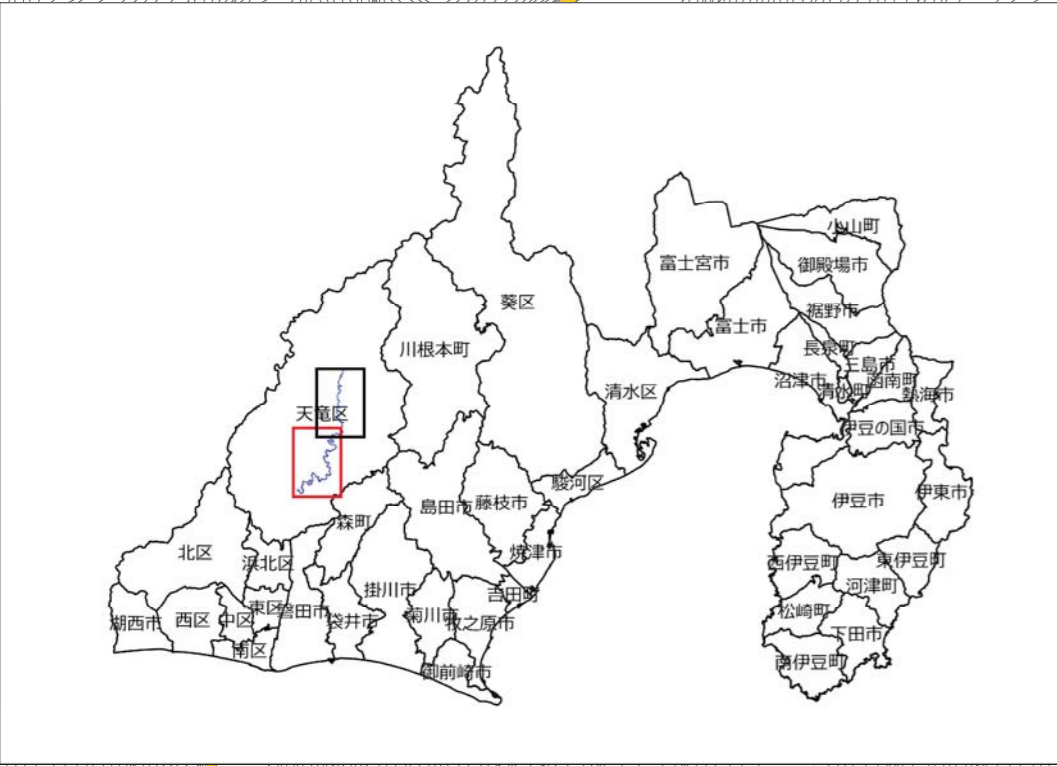 小山町
富士宮市
御殿場市
葵区
裾野市
富士市
川根本町
長泉町
三島市
沼津市
函南町
清水町
熱海市
清水区
天竜区
伊豆の国市
駿河区
伊東市
伊豆市
島田市
藤枝市
森町
焼津市
北区
浜北区
西伊豆町
東伊豆町
掛川市
河津町
吉田町
東区
磐田市
松崎町
湖西市
西区
中区
袋井市
菊川市
牧之原市
下田市
南区
南伊豆町
御前崎市